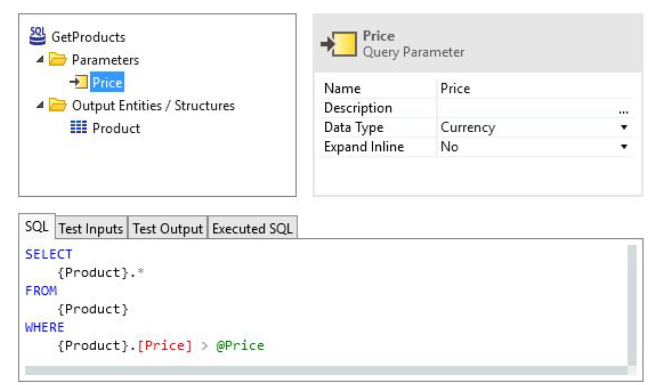 SQL GetProducts
Parameters
Price
Output Entities / Structures
Product
Price
Query Parameter
Name Price
Description ...
Data Type Currency
Expand Inline No
SQL Test Inputs Test Output Executed SQL
SELECT
{Product}.*
FROM
{Product}
WHERE
{Product}.[Price] > @Price